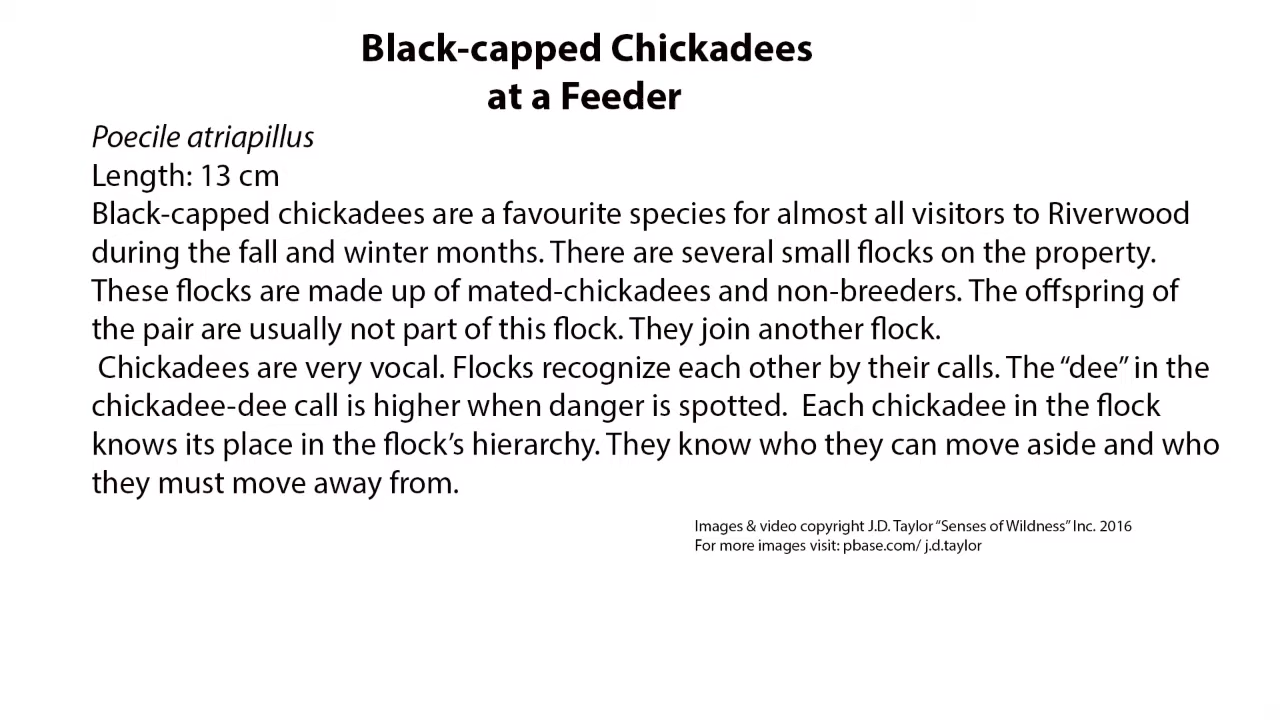 Black-capped Chickadees
at a Feeder
Poecile atriapillus
Length: 13 cm
Black-capped chickadees are a favourite species for almost all visitors to Riverwood
during the fall and winter months. There are several small flocks on the property.
These flocks are made up of mated-chickadees and non-breeders. The offspring of
the pair are usually not part of this flock. They join another flock.
Chickadees are very vocal. Flocks recognize each other by their calls. The “dee” in the
chickadee-dee call is higher when danger is spotted.  Each chickadee in the flock
knows its place in the flock’s hierarchy. They know who they can move aside and who
they must move away from.
Images & video copyright J.D. Taylor “Senses of Wildness” Inc. 2016
For more images visit: pbase.com/ j.d.taylor